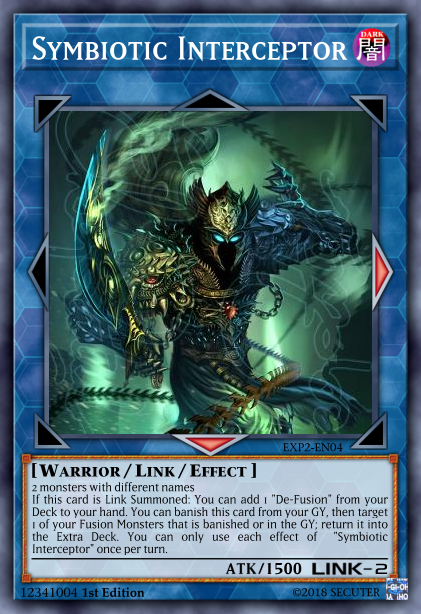 SYMBIOTIC INTERCEPTOR
DARK
闇
EXP2-EN04
[WARRIOR / LINK / EFFECT]
2 monsters with different names
If this card is Link Summoned: You can add 1 "De-Fusion" from your
Deck to your hand. You can banish this card from your GY, then target
1 of your Fusion Monsters that is banished or in the GY; return it into
the Extra Deck. You can only use each effect of "Symbiotic
Interceptor" once per turn.
ATK/1500 LINK-2
12341004 1st Edition ©2018 SECUTER